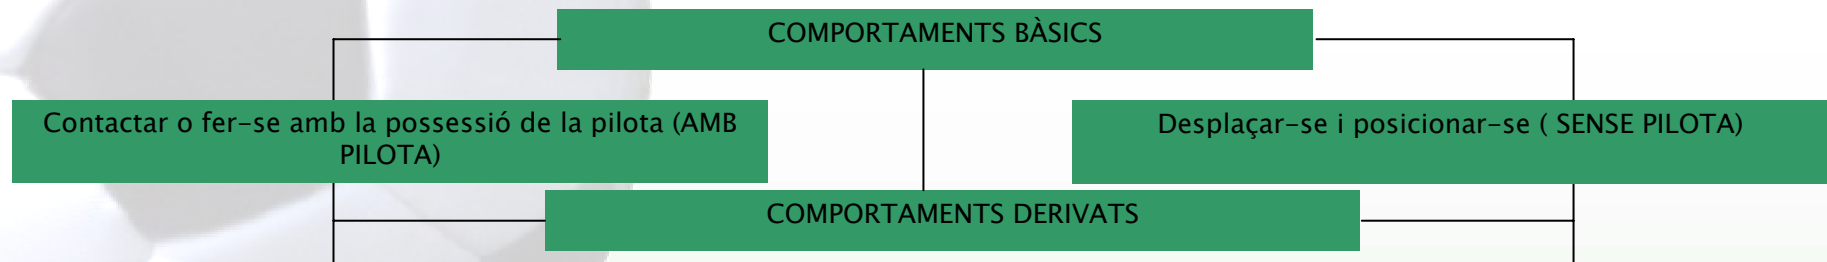 COMPORTAMENTS BÀSICS
Contactar o fer-se amb la possessió de la pilota (AMB
PILOTA)
Desplaçar-se i posicionar-se ( SENSE PILOTA)
COMPORTAMENTS DERIVATS